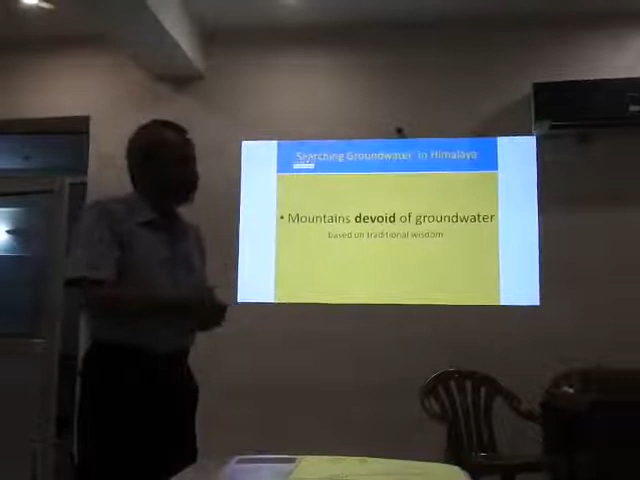 Searching Groundwater in Himalaya
• Mountains devoid of groundwater
based on traditional wisdom